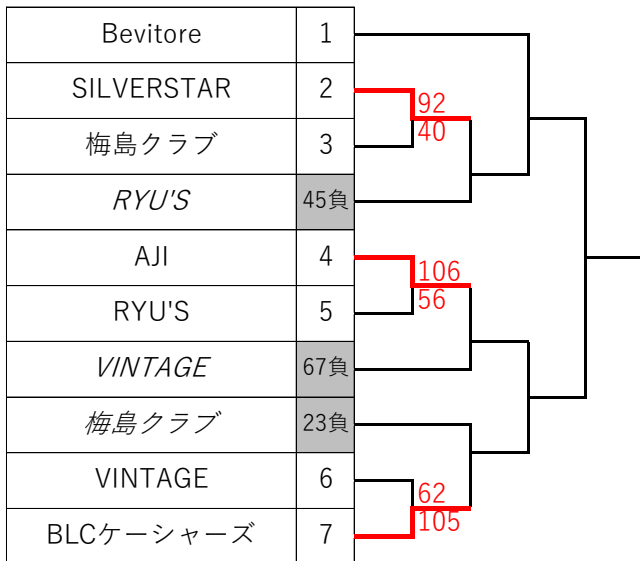 Bevitore 1
SILVERSTAR 2
92
梅島クラブ 3
40
RYU'S 45負
AJI 4
106
RYU'S 5
56
VINTAGE 67負
梅島クラブ 23負
VINTAGE 6
62
BLCケーシャーズ 7
105